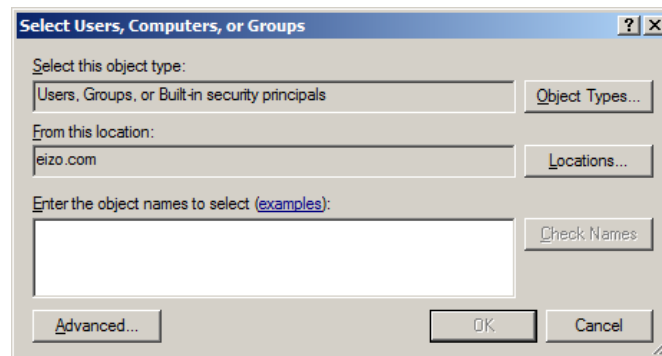 Select Users, Computers, or Groups
Select this object type:
Users, Groups, or Built-in security principals
Object Types...
From this location:
eizo.com
Locations...
Enter the object names to select (examples):
Check Names
Advanced...
OK
Cancel